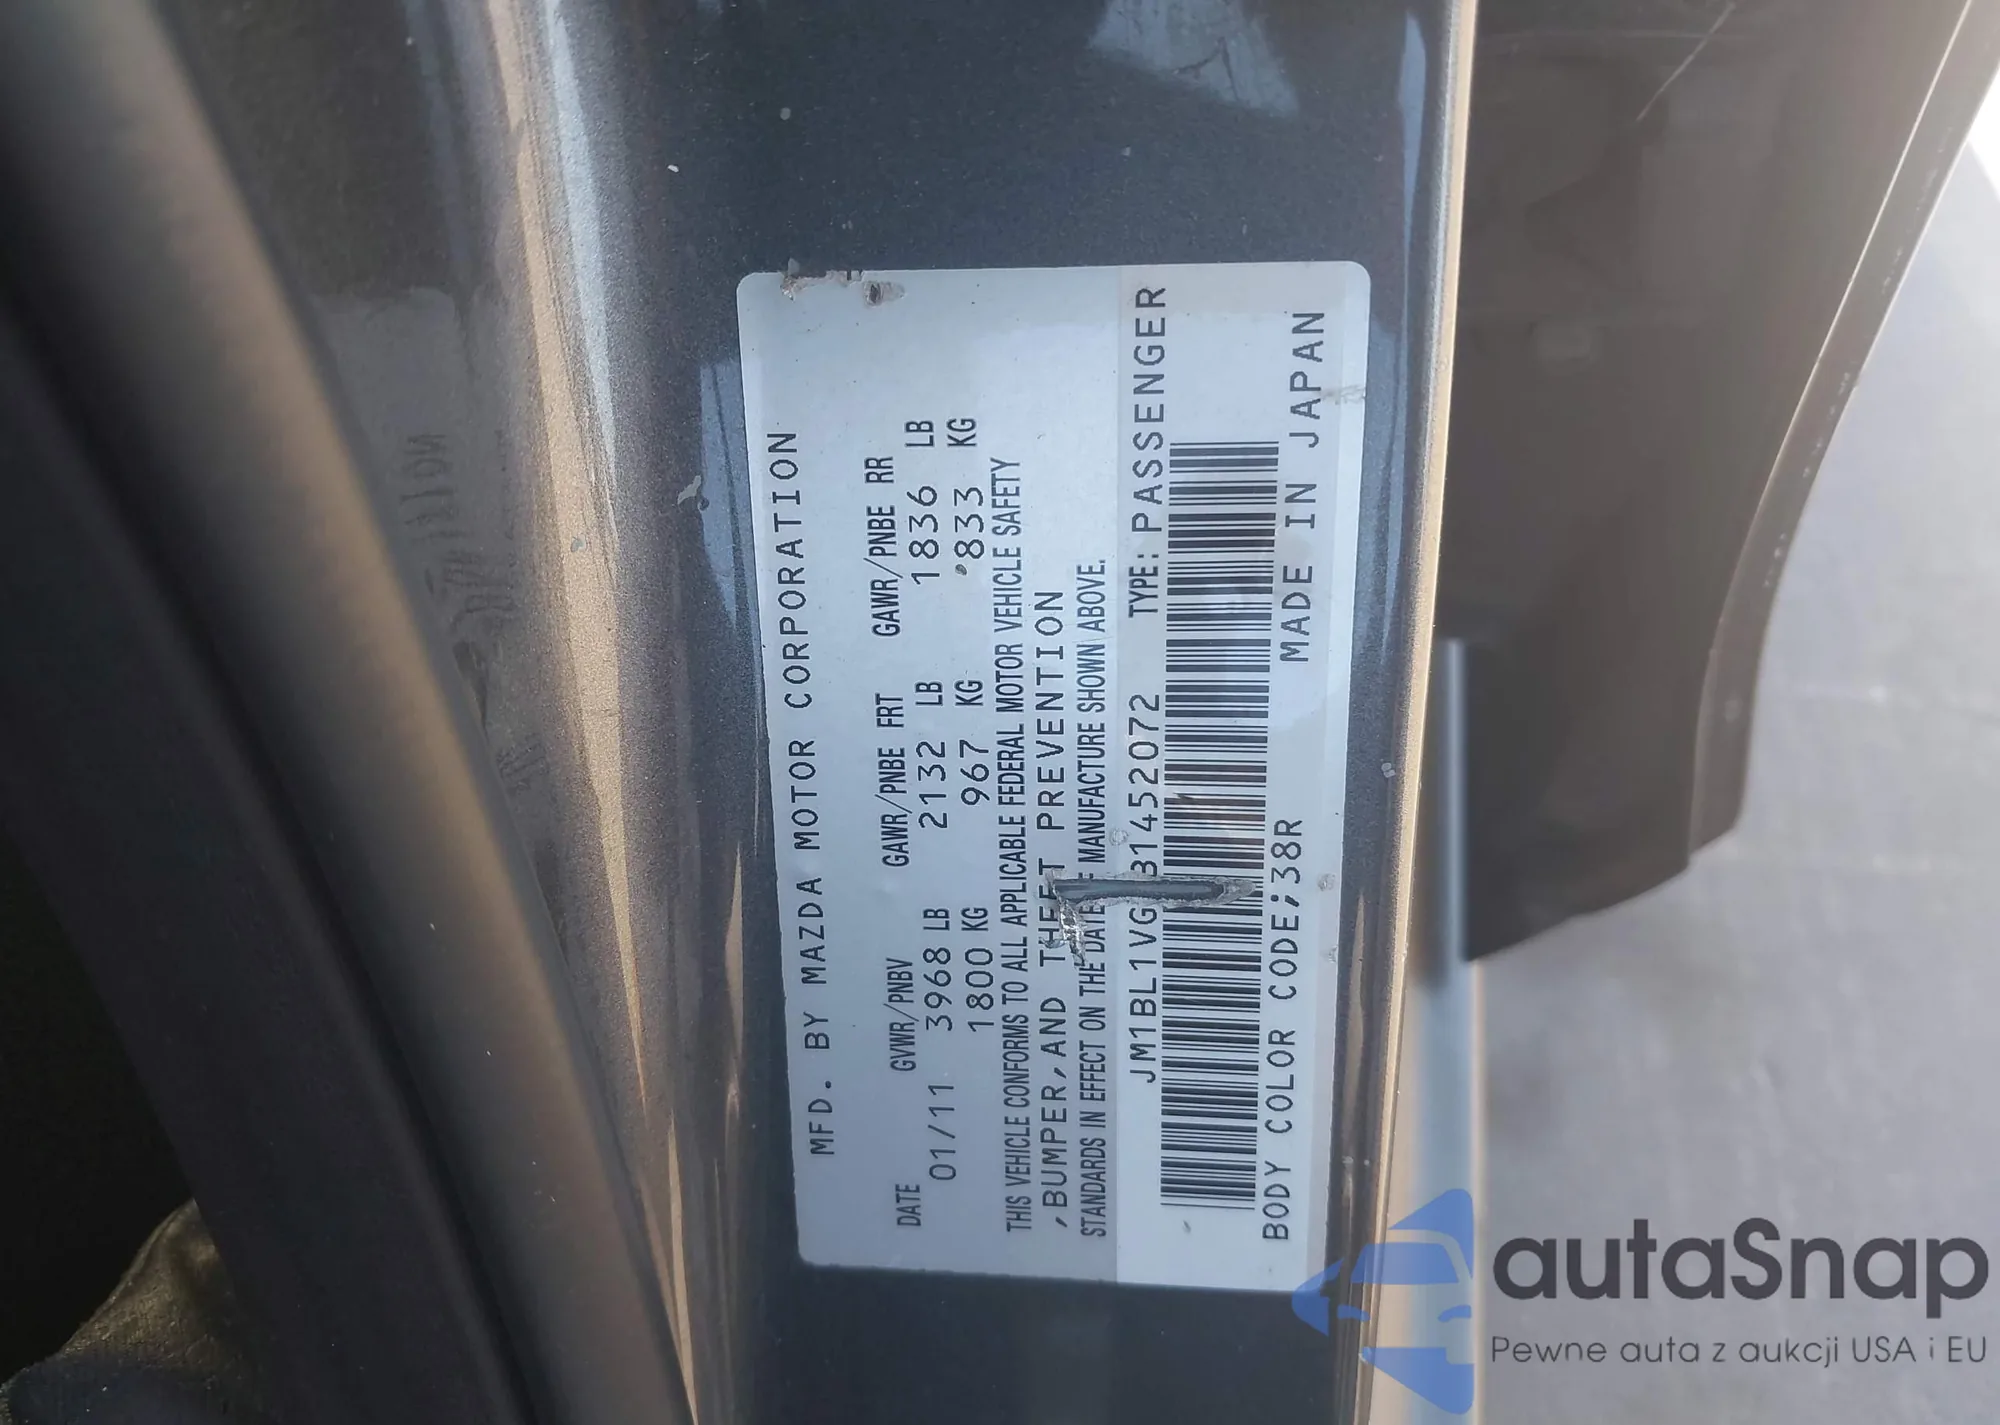 MFD. BY MAZDA MOTOR CORPORATION
DATE GVWR/PNBV GAWR/PNBE FRT GAWR/PNBE RR
01/11 3968 LB 2132 LB 1836 LB
1800 KG 967 KG 833 KG
THIS VEHICLE CONFORMS TO ALL APPLICABLE FEDERAL MOTOR VEHICLE SAFETY
,BUMPER,AND THEFT PREVENTION
STANDARDS IN EFFECT ON THE DATE MANUFACTURE SHOWN ABOVE.
JM1BL1VG B1452072 TYPE: PASSENGER
BODY COLOR CODE;38R MADE IN JAPAN
autaSnap
Pewne auta z aukcji USA i EU